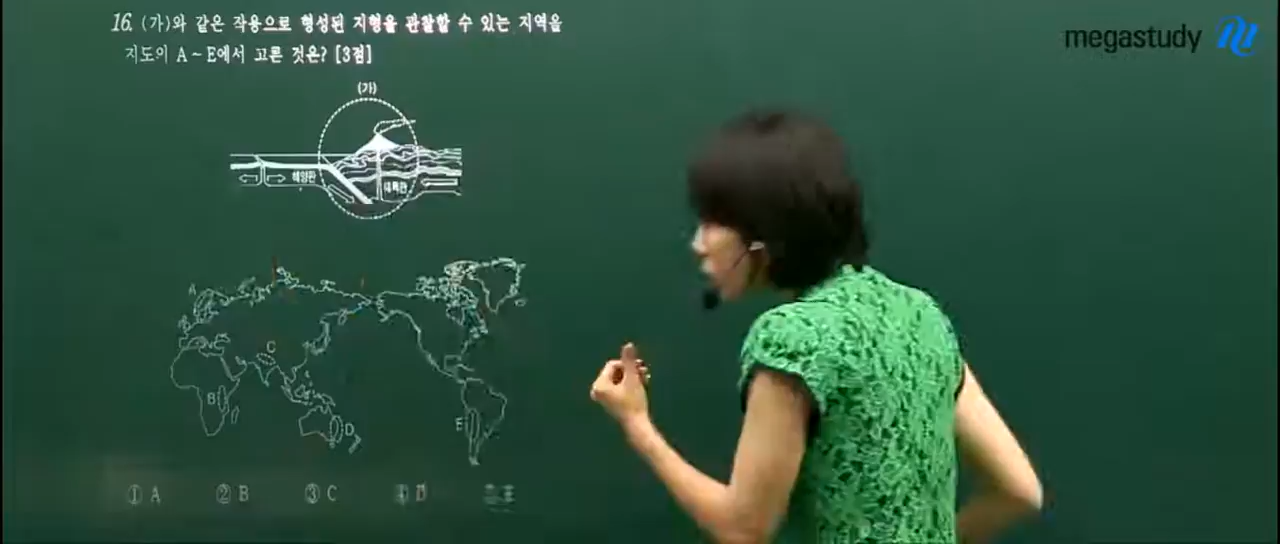 16. (가)와 같은 작용으로 형성된 지형을 관찰할 수 있는 지역을
지도의 A ~ E에서 고른 것은? [3점]
megastudy
(가)
해양판
대륙판
A
C
B
D
E
① A ② B ③ C ④ D